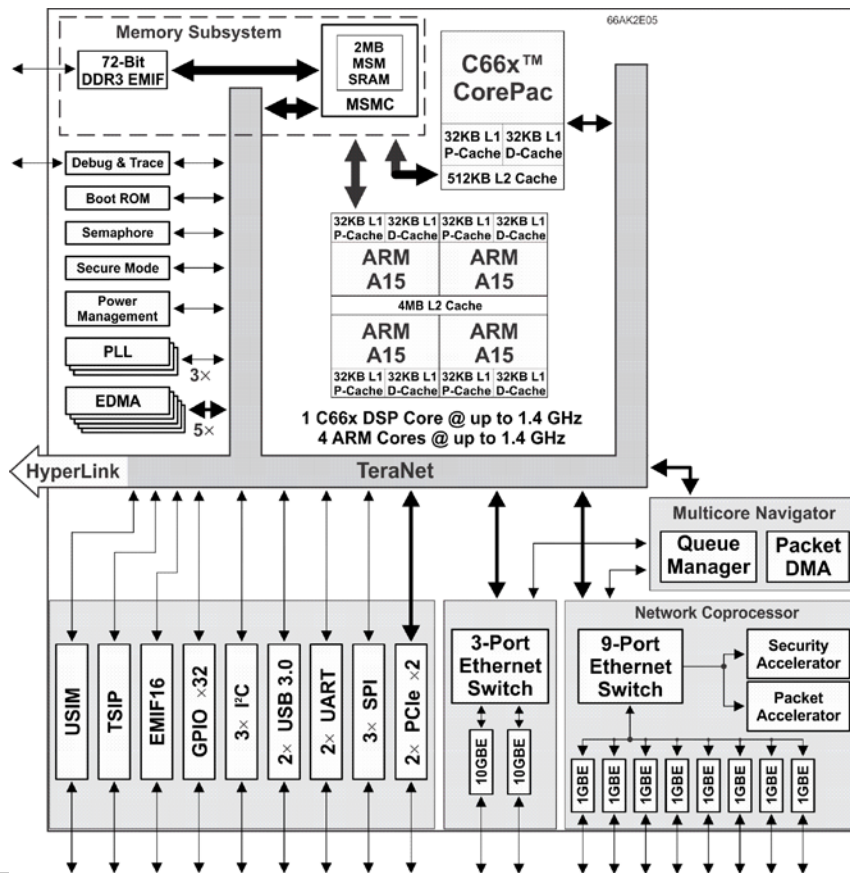 66AK2E05
Memory Subsystem
72-Bit
DDR3 EMIF
2MB
MSM
SRAM
MSMC
C66x™
CorePac
32KB L1 32KB L1
P-Cache D-Cache
512KB L2 Cache
Debug & Trace
Boot ROM
Semaphore
Secure Mode
Power
Management
PLL
3×
EDMA
5×
32KB L1 32KB L1 32KB L1 32KB L1
P-Cache D-Cache P-Cache D-Cache
ARM ARM
A15 A15
4MB L2 Cache
ARM ARM
A15 A15
32KB L1 32KB L1 32KB L1 32KB L1
P-Cache D-Cache P-Cache D-Cache
1 C66x DSP Core @ up to 1.4 GHz
4 ARM Cores @ up to 1.4 GHz
HyperLink
TeraNet
Multicore Navigator
Queue
Manager
Packet
DMA
USIM
TSIP
EMIF16
GPIO ×32
3× I²C
2× USB 3.0
2× UART
3× SPI
2× PCIe ×2
3-Port
Ethernet
Switch
10GBE
10GBE
Network Coprocessor
9-Port
Ethernet
Switch
Security
Accelerator
Packet
Accelerator
1GBE
1GBE
1GBE
1GBE
1GBE
1GBE
1GBE
1GBE